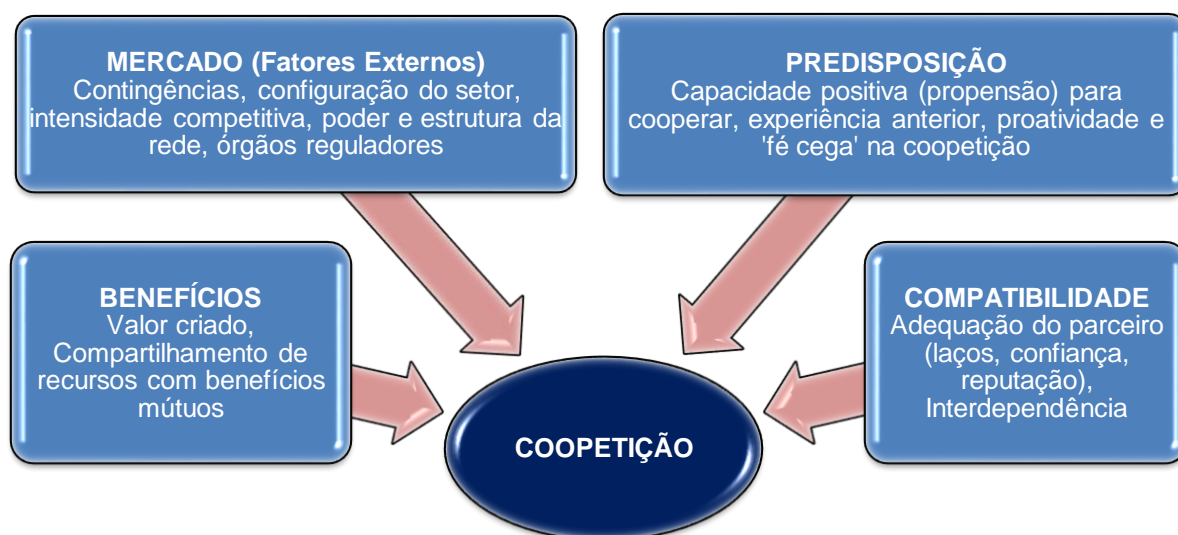 MERCADO (Fatores Externos)
Contingências, configuração do setor,
intensidade competitiva, poder e estrutura da
rede, órgãos reguladores
PREDISPOSIÇÃO
Capacidade positiva (propensão) para
cooperar, experiência anterior, proatividade e
'fé cega' na coopetição
BENEFÍCIOS
Valor criado,
Compartilhamento de
recursos com benefícios
mútuos
COMPATIBILIDADE
Adequação do parceiro
(laços, confiança,
reputação),
Interdependência
COOPETIÇÃO